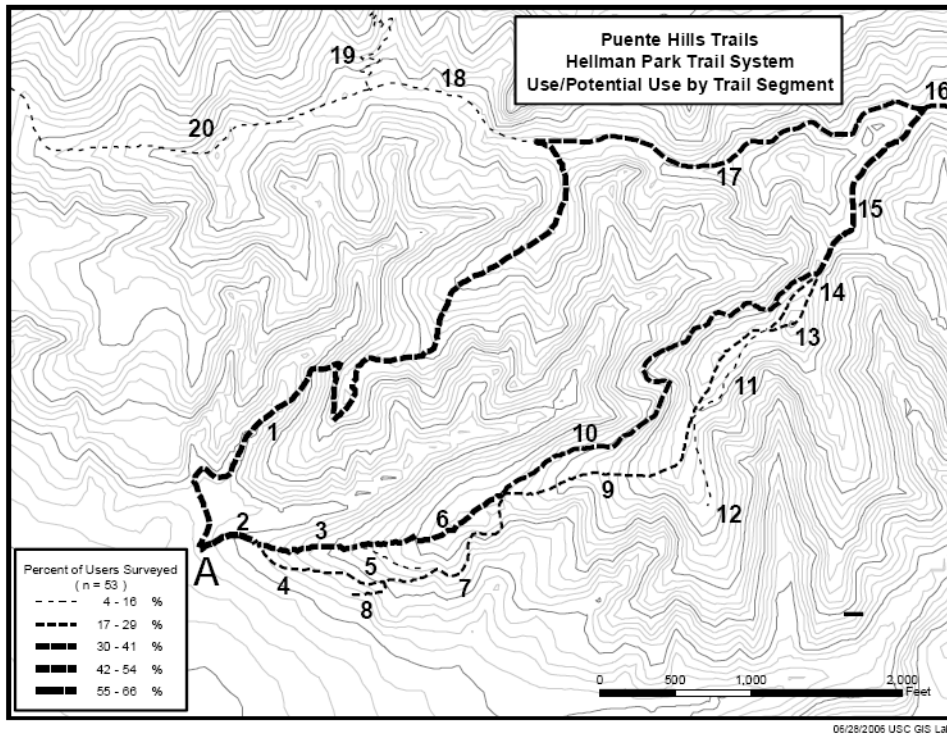 Puente Hills Trails
Hellman Park Trail System
Use/Potential Use by Trail Segment
19
18
16
20
17
15
14
13
11
1
10
12
9
6
2
3
5
A
4
7
8
Percent of Users Surveyed
( n = 53)
4 - 16 %
17 - 29 %
30 - 41 %
42 - 54 %
55 - 66 %
0 500 1,000 2,000
Feet
06/28/2006 USC GIS